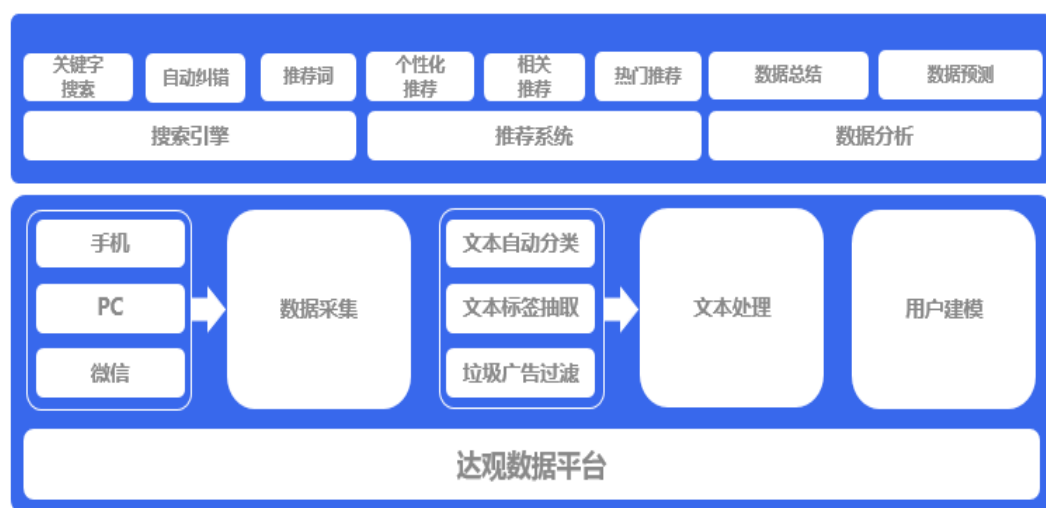 关键字
搜索
自动纠错
推荐词
个性化
推荐
相关
推荐
热门推荐
数据总结
数据预测
搜索引擎
推荐系统
数据分析
手机
PC
微信
数据采集
文本自动分类
文本标签抽取
垃圾广告过滤
文本处理
用户建模
达观数据平台